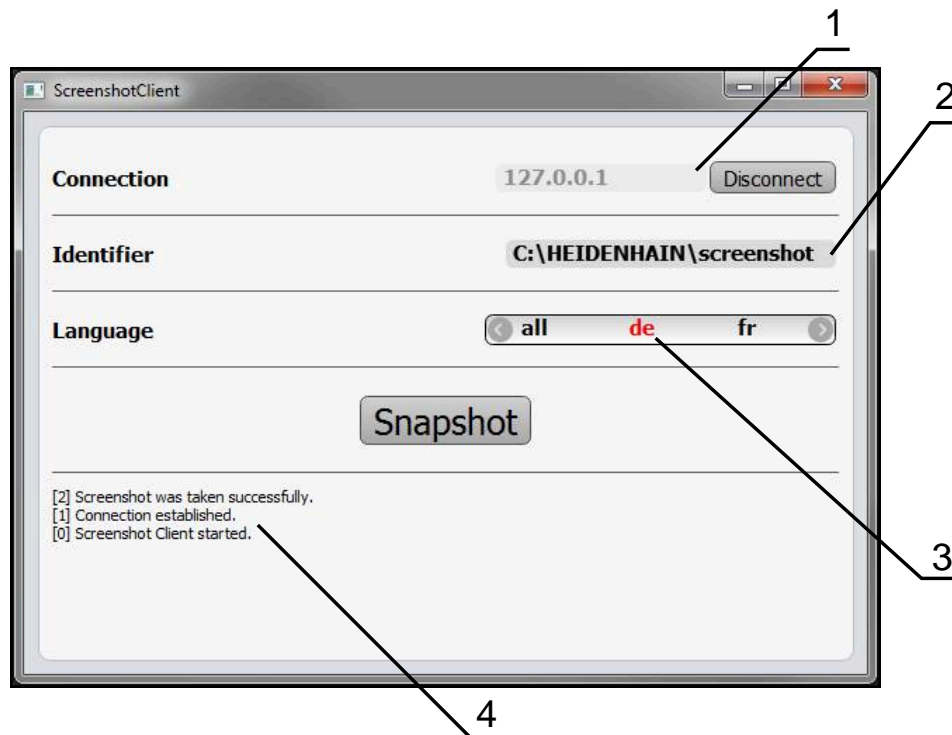 1
ScreenshotClient
2
Connection 127.0.0.1 Disconnect
Identifier C:\HEIDENHAIN\screenshot
Language all de fr
Snapshot
[2] Screenshot was taken successfully.
[1] Connection established.
[0] Screenshot Client started.
3
4